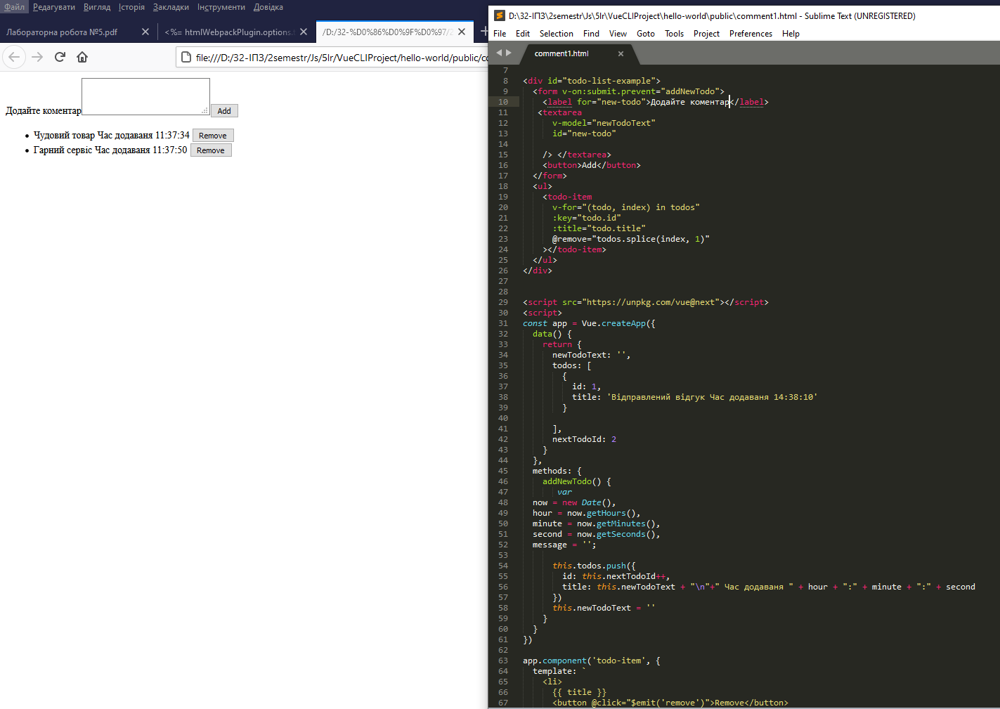 Файл Редагувати Вигляд Історія Закладки Інструменти Довідка
Лабораторна робота №5.pdf
<%= htmlWebpackPlugin.options.
/D:/32-%D0%86%D0%9F%D0%97/2
file:///D:/32-ІПЗ/2semestr/Js/5lr/VueCLIProject/hello-world/public/co
Додайте коментар
Add
Чудовий товар Час додаваня 11:37:34 Remove
Гарний сервіс Час додаваня 11:37:50 Remove
D:\32-ІПЗ\2semestr\Js\5lr\VueCLIProject\hello-world\public\comment1.html - Sublime Text (UNREGISTERED)
File Edit Selection Find View Goto Tools Project Preferences Help
comment1.html
7
8 <div id="todo-list-example">
9 <form v-on:submit.prevent="addNewTodo">
10 <label for="new-todo">Додайте коментар</label>
11 <textarea
12 v-model="newTodoText"
13 id="new-todo"
14
15 /> </textarea>
16 <button>Add</button>
17 </form>
18 <ul>
19 <todo-item
20 v-for="(todo, index) in todos"
21 :key="todo.id"
22 :title="todo.title"
23 @remove="todos.splice(index, 1)"
24 ></todo-item>
25 </ul>
26 </div>
27
28
29 <script src="https://unpkg.com/vue@next"></script>
30 <script>
31 const app = Vue.createApp({
32 data() {
33 return {
34 newTodoText: '',
35 todos: [
36 {
37 id: 1,
38 title: 'Відправлений відгук Час додаваня 14:38:10'
39 }
40
41 ],
42 nextTodoId: 2
43 }
44 },
45 methods: {
46 addNewTodo() {
47 var
48 now = new Date(),
49 hour = now.getHours(),
50 minute = now.getMinutes(),
51 second = now.getSeconds(),
52 message = '';
53
54 this.todos.push({
55 id: this.nextTodoId++,
56 title: this.newTodoText + "\n"+" Час додаваня " + hour + ":" + minute + ":" + second
57 })
58 this.newTodoText = ''
59 }
60 }
61 })
62
63 app.component('todo-item', {
64 template: `
65 <li>
66 {{ title }}
67 <button @click="$emit('remove')">Remove</button>